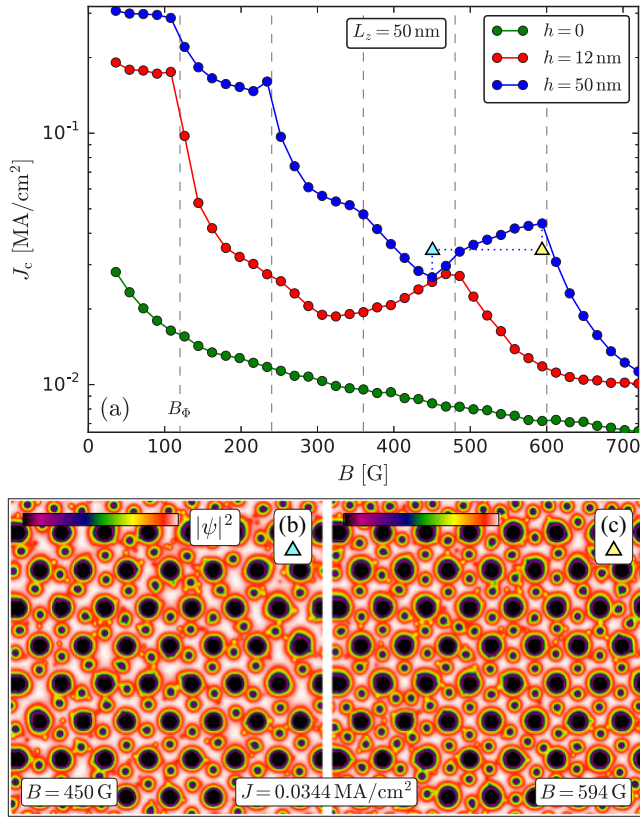 L_z = 50 nm
h = 0
h = 12 nm
h = 50 nm
10^{-1}
10^{-2}
J_c [MA/cm^2]
(a)
B_Φ
0 100 200 300 400 500 600 700
B [G]
|ψ|^2
(b)
(c)
B = 450 G
J = 0.0344 MA/cm^2
B = 594 G